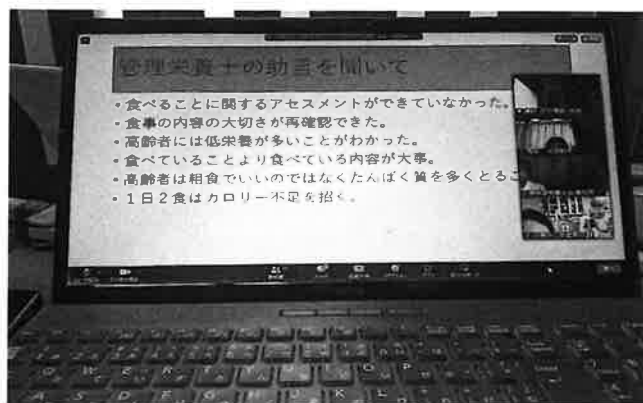 管理栄養士の助言を聞いて
・食べることに関するアセスメントができていなかった。
・食事の内容の大切さが再確認できた。
・高齢者には低栄養が多いことがわかった。
・食べていることより食べている内容が大事。
・高齢者は粗食でいいのではなくたんぱく質を多くとるこ
・1日2食はカロリー不足を招く。